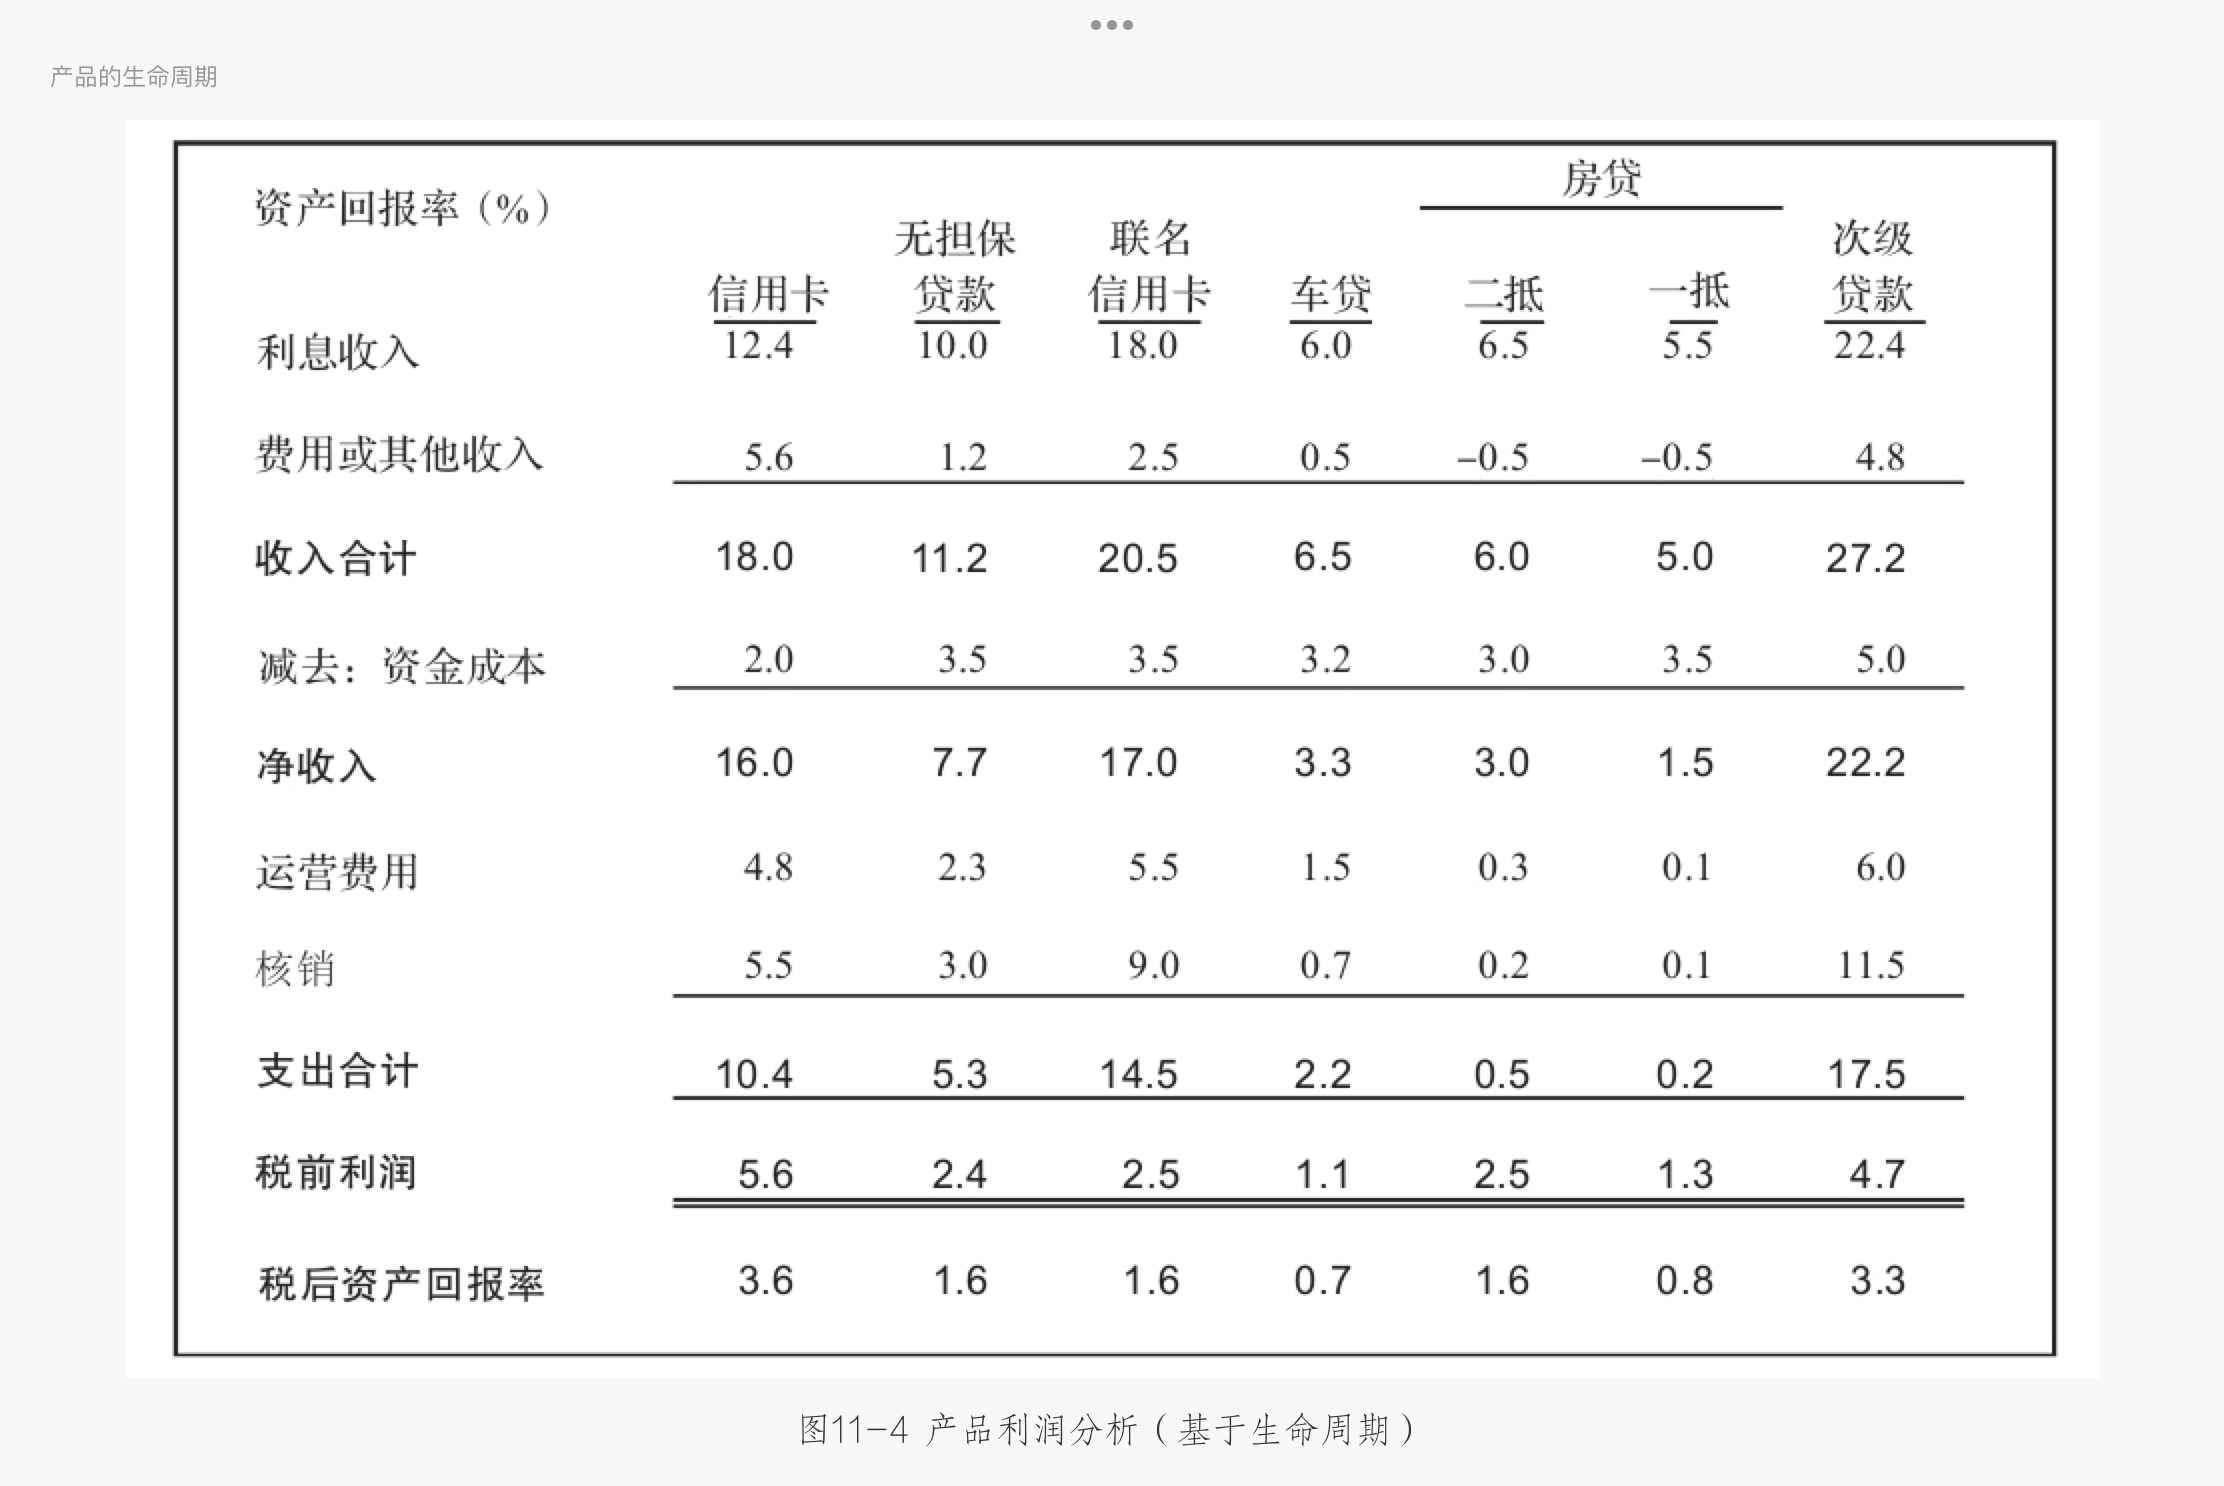 产品的生命周期
房贷
资产回报率（%）
无担保 联名 次级
信用卡 贷款 信用卡 车贷 二抵 一抵 贷款
利息收入 12.4 10.0 18.0 6.0 6.5 5.5 22.4
费用或其他收入 5.6 1.2 2.5 0.5 –0.5 –0.5 4.8
收入合计 18.0 11.2 20.5 6.5 6.0 5.0 27.2
减去：资金成本 2.0 3.5 3.5 3.2 3.0 3.5 5.0
净收入 16.0 7.7 17.0 3.3 3.0 1.5 22.2
运营费用 4.8 2.3 5.5 1.5 0.3 0.1 6.0
核销 5.5 3.0 9.0 0.7 0.2 0.1 11.5
支出合计 10.4 5.3 14.5 2.2 0.5 0.2 17.5
税前利润 5.6 2.4 2.5 1.1 2.5 1.3 4.7
税后资产回报率 3.6 1.6 1.6 0.7 1.6 0.8 3.3
图11-4 产品利润分析（基于生命周期）